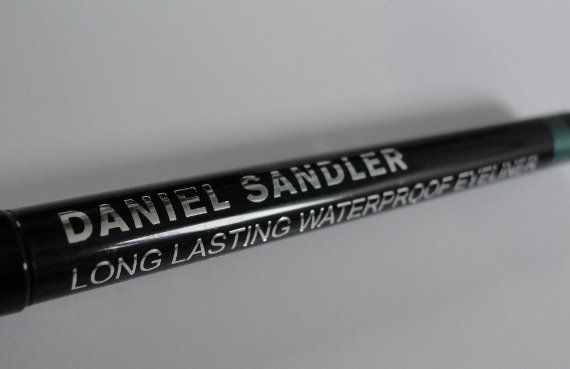 DANIEL SANDLER
LONG LASTING WATERPROOF EYELINER